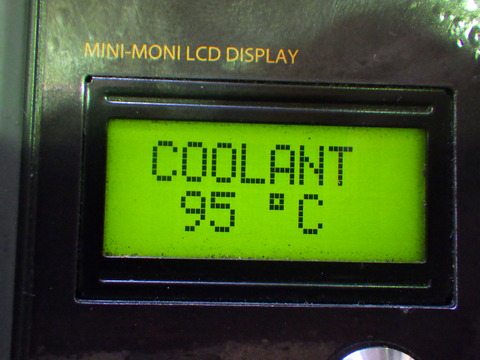 MINI-MONI LCD DISPLAY
COOLANT
95 °C